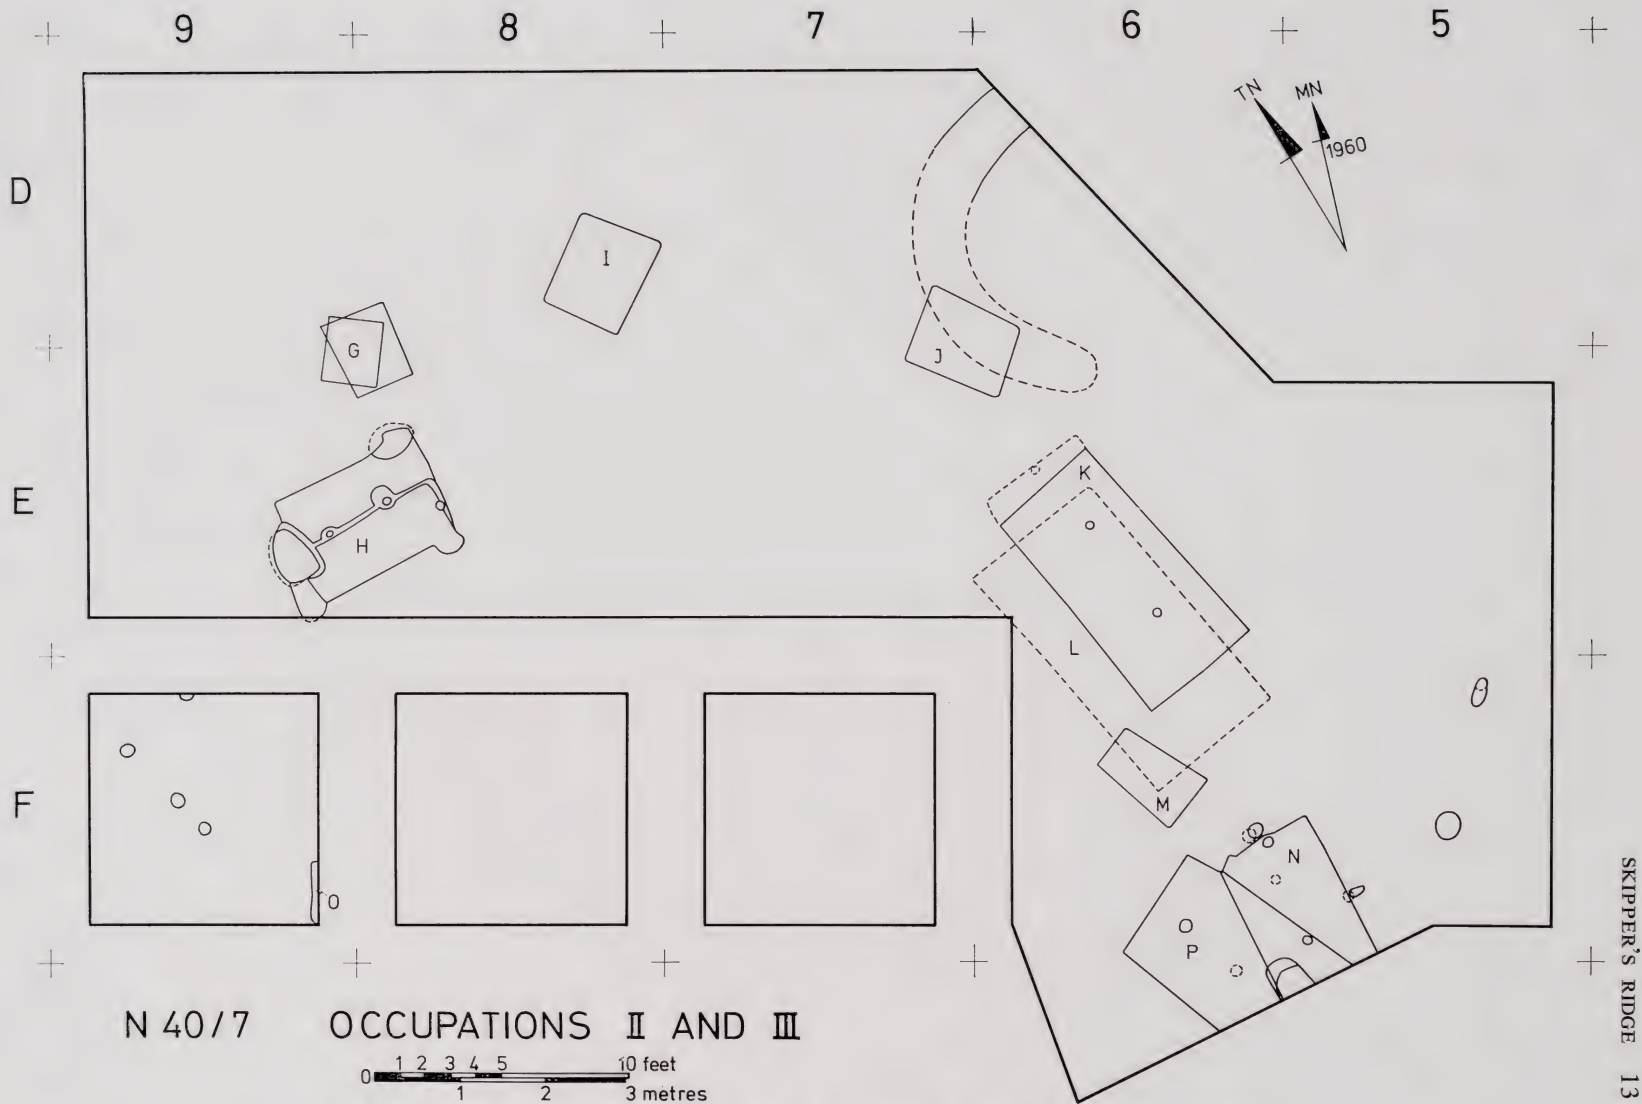 9 8 7 6 5
TN MN
1960
D
I
G
J
K
E
H
L
F
M
N
O
P
N 40/7 OCCUPATIONS II AND III
0 1 2 3 4 5 10 feet
1 2 3 metres
SKIPPER'S RIDGE 13